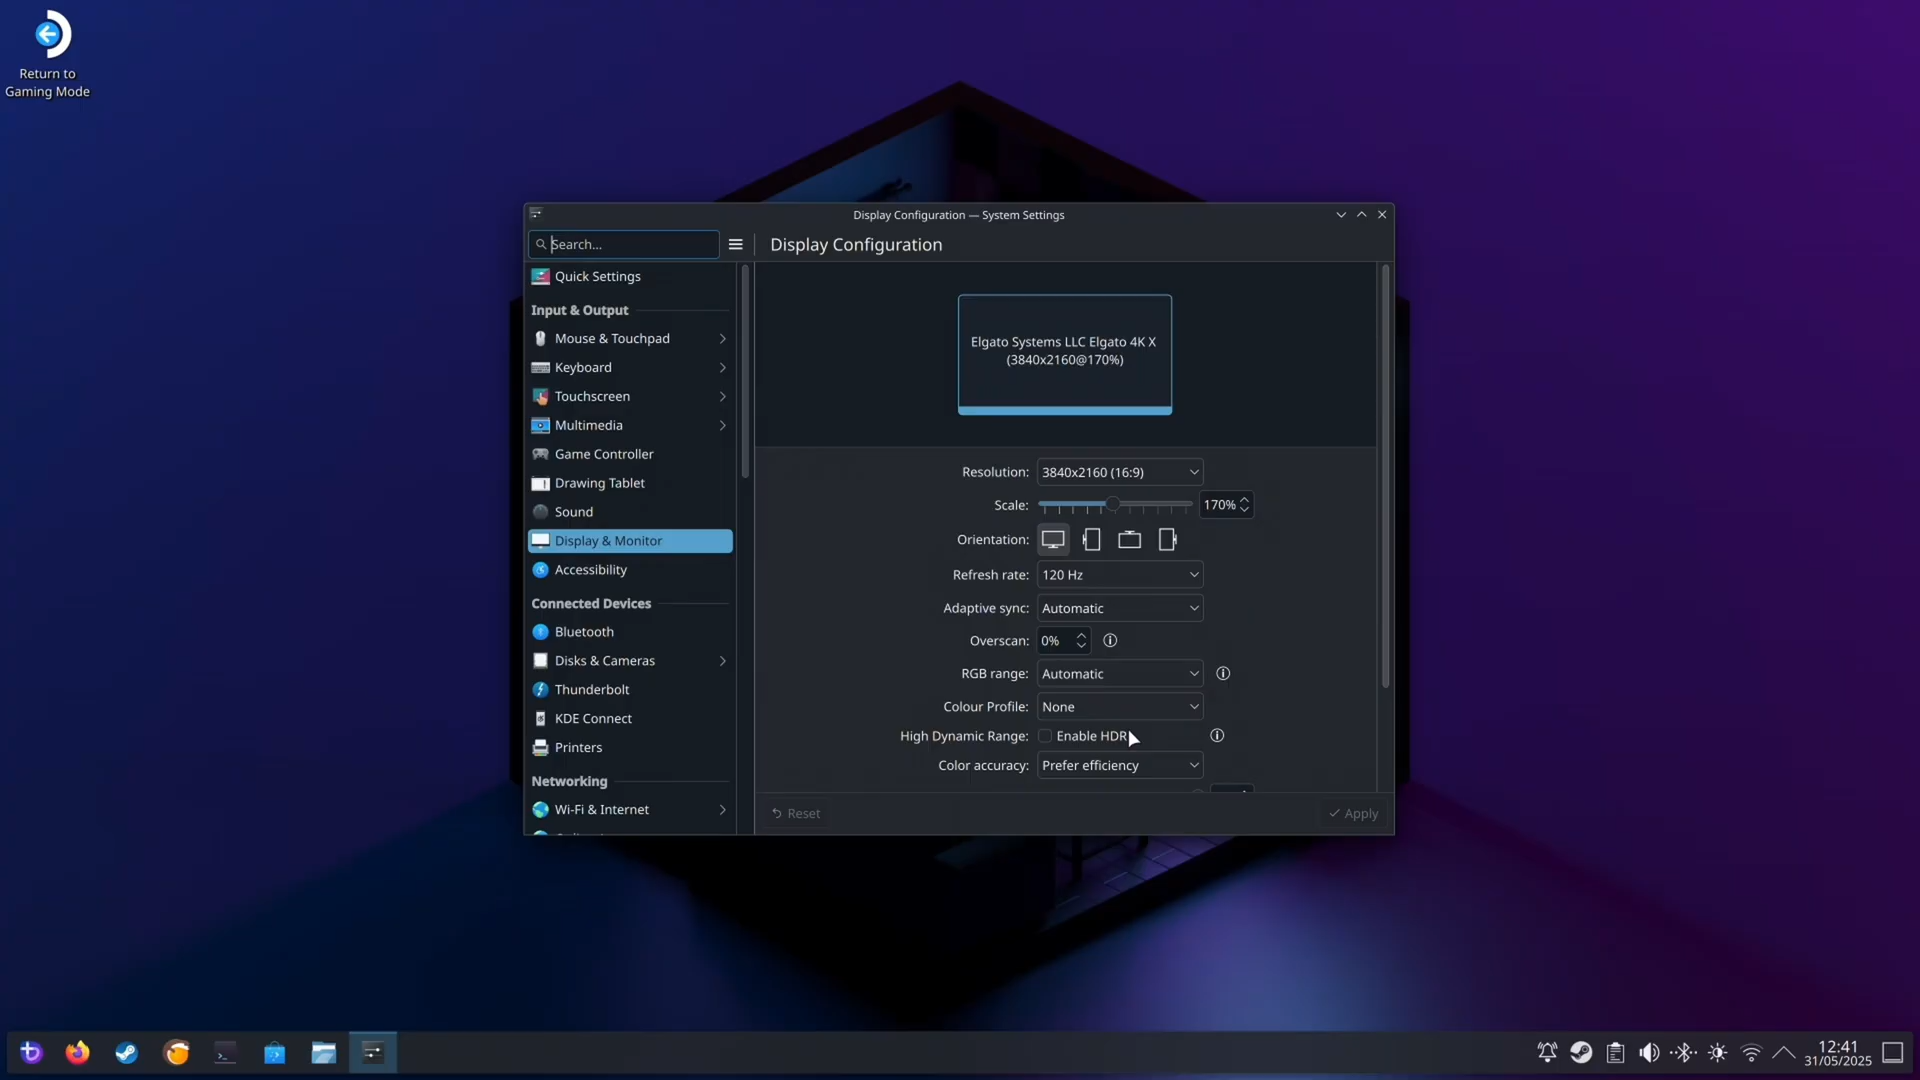 Return to
Gaming Mode
Display Configuration — System Settings
Search...
Display Configuration
Quick Settings
Input & Output
Mouse & Touchpad
Keyboard
Touchscreen
Multimedia
Game Controller
Drawing Tablet
Sound
Display & Monitor
Accessibility
Connected Devices
Bluetooth
Disks & Cameras
Thunderbolt
KDE Connect
Printers
Networking
Wi-Fi & Internet
Elgato Systems LLC Elgato 4K X
(3840x2160@170%)
Resolution: 3840x2160 (16:9)
Scale: 170%
Orientation:
Refresh rate: 120 Hz
Adaptive sync: Automatic
Overscan: 0%
RGB range: Automatic
Colour Profile: None
High Dynamic Range: Enable HDR
Color accuracy: Prefer efficiency
Reset
Apply
12:41
31/05/2025